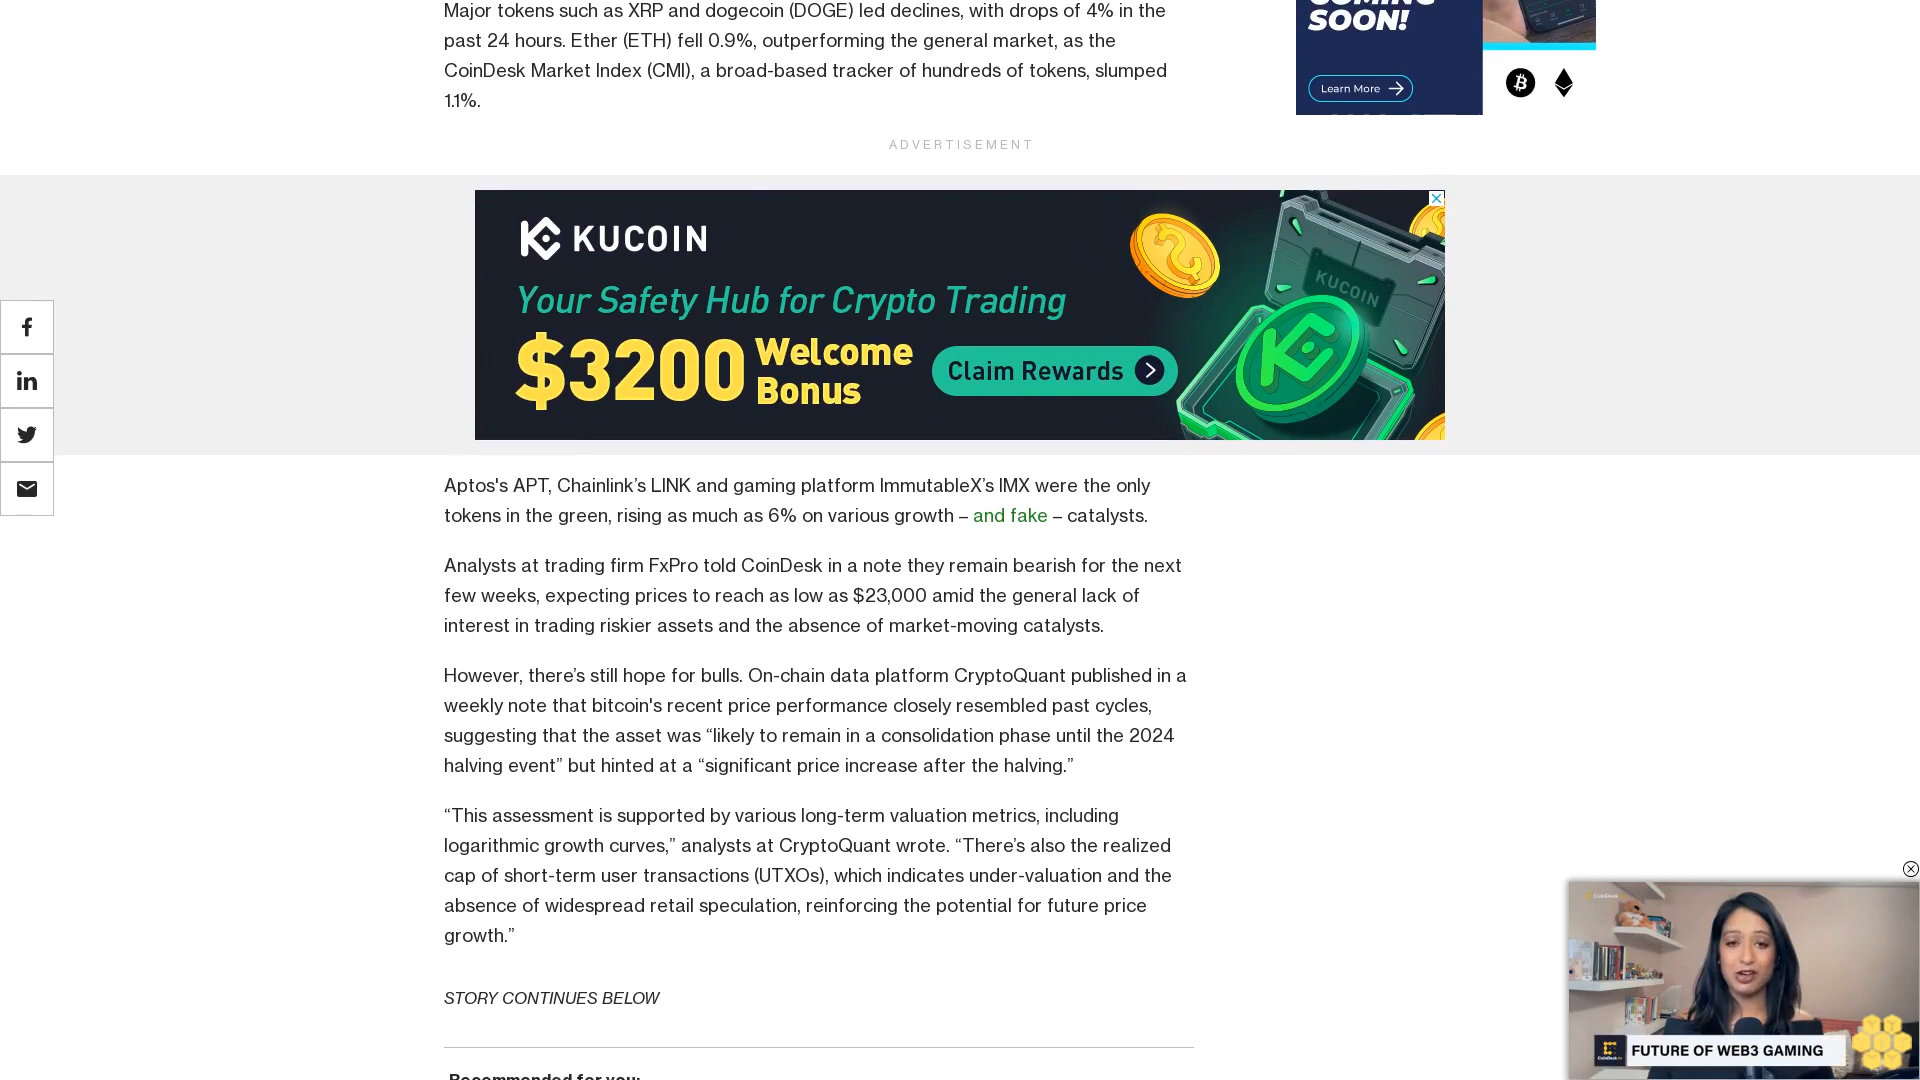 Major tokens such as XRP and dogecoin (DOGE) led declines, with drops of 4% in the
past 24 hours. Ether (ETH) fell 0.9%, outperforming the general market, as the
CoinDesk Market Index (CMI), a broad-based tracker of hundreds of tokens, slumped
1.1%.
SOON!
Learn More
ADVERTISEMENT
KUCOIN
Your Safety Hub for Crypto Trading
$3200 Welcome
Bonus
Claim Rewards
KUCOIN
Aptos's APT, Chainlink’s LINK and gaming platform ImmutableX’s IMX were the only
tokens in the green, rising as much as 6% on various growth – and fake – catalysts.
Analysts at trading firm FxPro told CoinDesk in a note they remain bearish for the next
few weeks, expecting prices to reach as low as $23,000 amid the general lack of
interest in trading riskier assets and the absence of market-moving catalysts.
However, there’s still hope for bulls. On-chain data platform CryptoQuant published in a
weekly note that bitcoin's recent price performance closely resembled past cycles,
suggesting that the asset was “likely to remain in a consolidation phase until the 2024
halving event” but hinted at a “significant price increase after the halving.”
“This assessment is supported by various long-term valuation metrics, including
logarithmic growth curves,” analysts at CryptoQuant wrote. “There’s also the realized
cap of short-term user transactions (UTXOs), which indicates under-valuation and the
absence of widespread retail speculation, reinforcing the potential for future price
growth.”
STORY CONTINUES BELOW
Recommended for you:
CoinDesk
FUTURE OF WEB3 GAMING